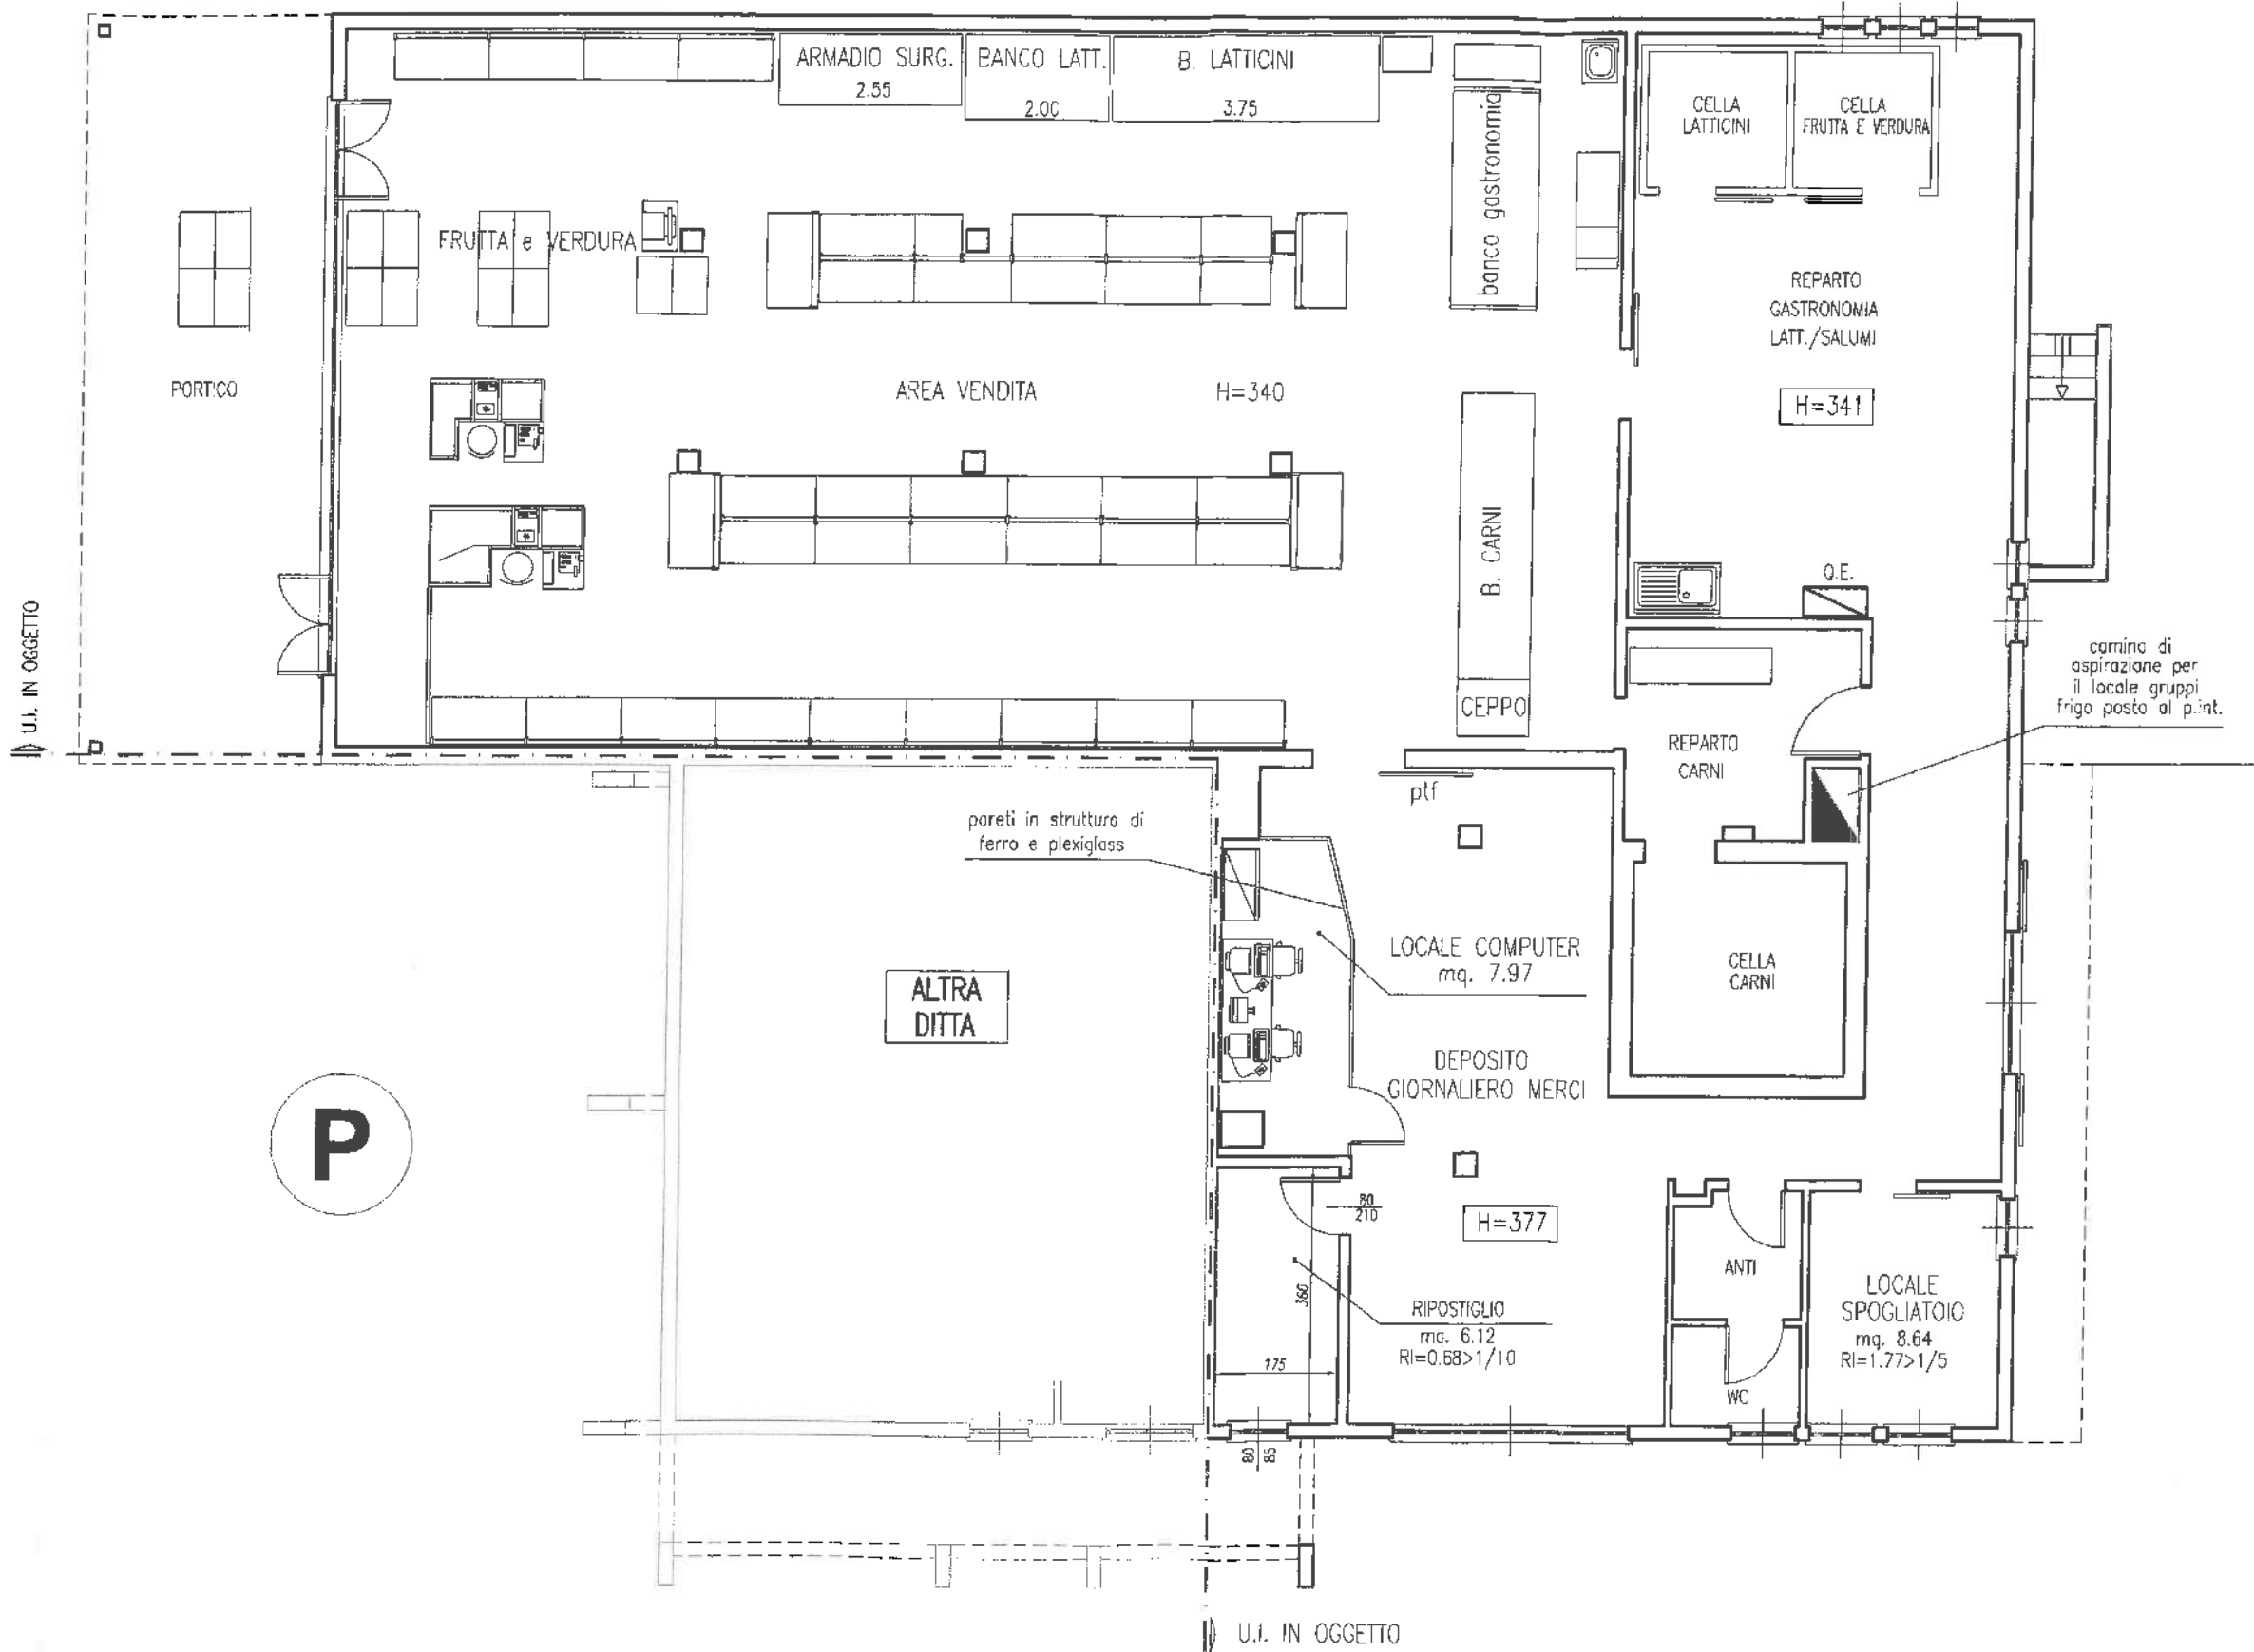 ARMADIO SURG.
2.55
BANCO LATT.
2.00
B. LATTICINI
3.75
banco gastronomia
CELLA
LATTICINI
CELLA
FRUTTA E VERDURA
FRUTTA e VERDURA
REPARTO
GASTRONOMIA
LATT./SALUMI
H=341
PORTICO
AREA VENDITA
H=340
B. CARNI
CEPPO
Q.E.
U.I. IN OGGETTO
camino di
aspirazione per
il locale gruppi
frigo posto al p.int.
REPARTO
CARNI
ptf
pareti in struttura di
ferro e plexiglass
LOCALE COMPUTER
mq. 7.97
CELLA
CARNI
ALTRA
DITTA
DEPOSITO
GIORNALIERO MERCI
P
80
210
H=377
ANTI
360
RIPOSTIGLIO
mq. 6.12
RI=0.68>1/10
175
LOCALE
SPOGLIATOIO
mq. 8.64
RI=1.77>1/5
WC
80
85
U.I. IN OGGETTO